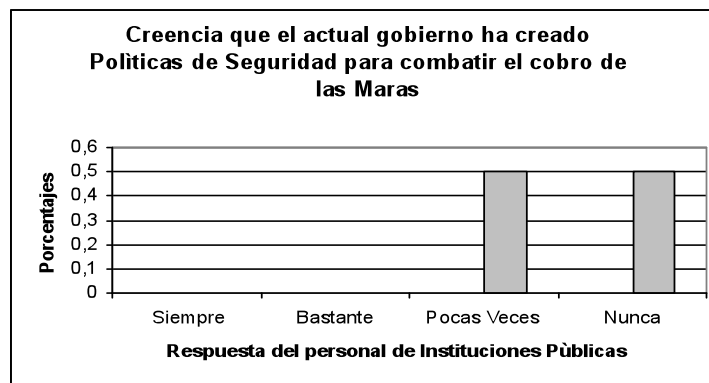 Creencia que el actual gobierno ha creado
Polìticas de Seguridad para combatir el cobro de
las Maras
0,6
0,5
0,4
0,3
0,2
0,1
0
Porcentajes
Siempre Bastante Pocas Veces Nunca
Respuesta del personal de Instituciones Pùblicas